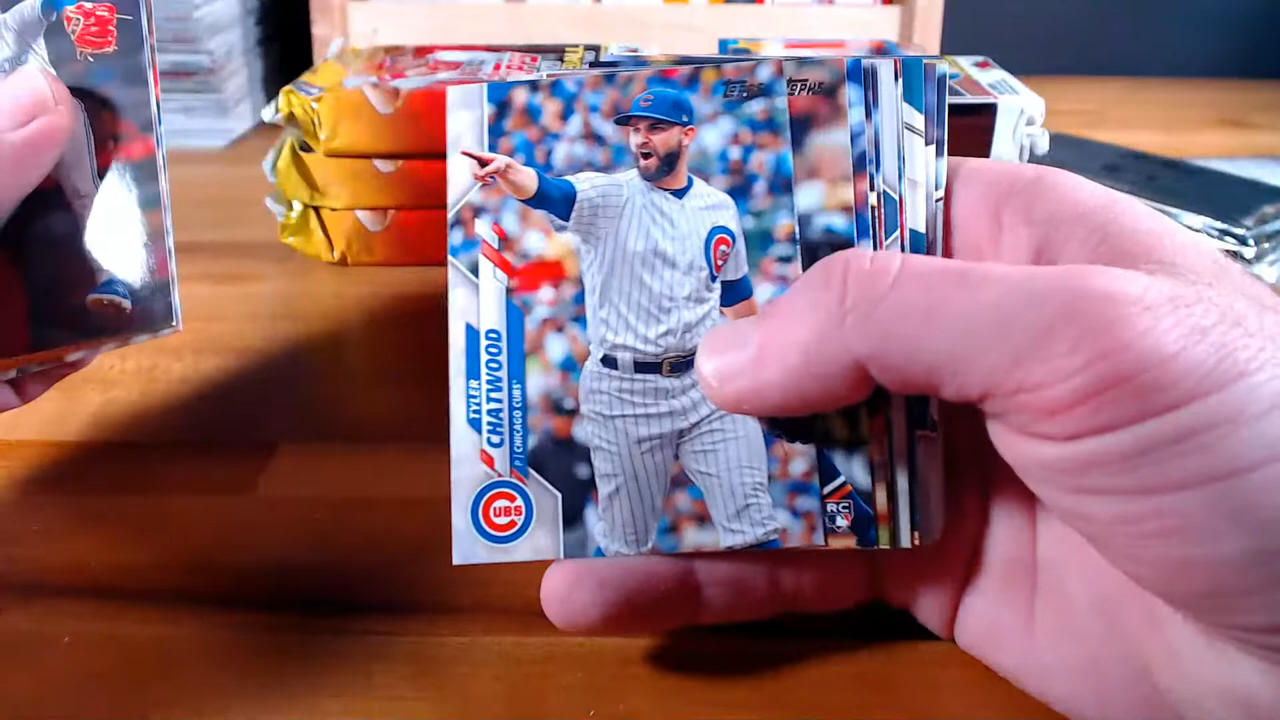 Topps Topps
TYLER
CHATWOOD
P | CHICAGO CUBS®
CUBS
RC